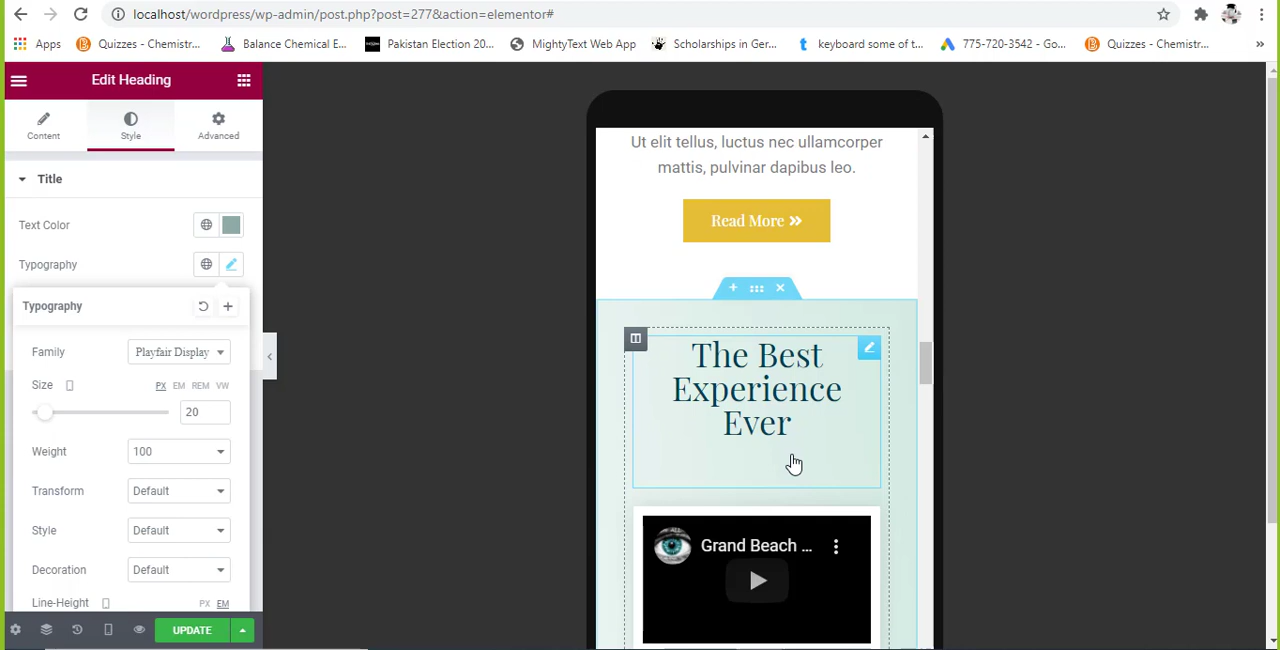 localhost/wordpress/wp-admin/post.php?post=277&action=elementor#
Apps
Quizzes - Chemistr...
Balance Chemical E...
Pakistan Election 20...
MightyText Web App
Scholarships in Ger...
keyboard some of t...
775-720-3542 - Go...
Quizzes - Chemistr...
»
Edit Heading
Content
Style
Advanced
Title
Text Color
Typography
Typography
Family
Playfair Display
Size
PX EM REM VW
20
Weight
100
Transform
Default
Style
Default
Decoration
Default
Line-Height
PX EM
UPDATE
Ut elit tellus, luctus nec ullamcorper
mattis, pulvinar dapibus leo.
Read More »
The Best
Experience
Ever
Grand Beach ...